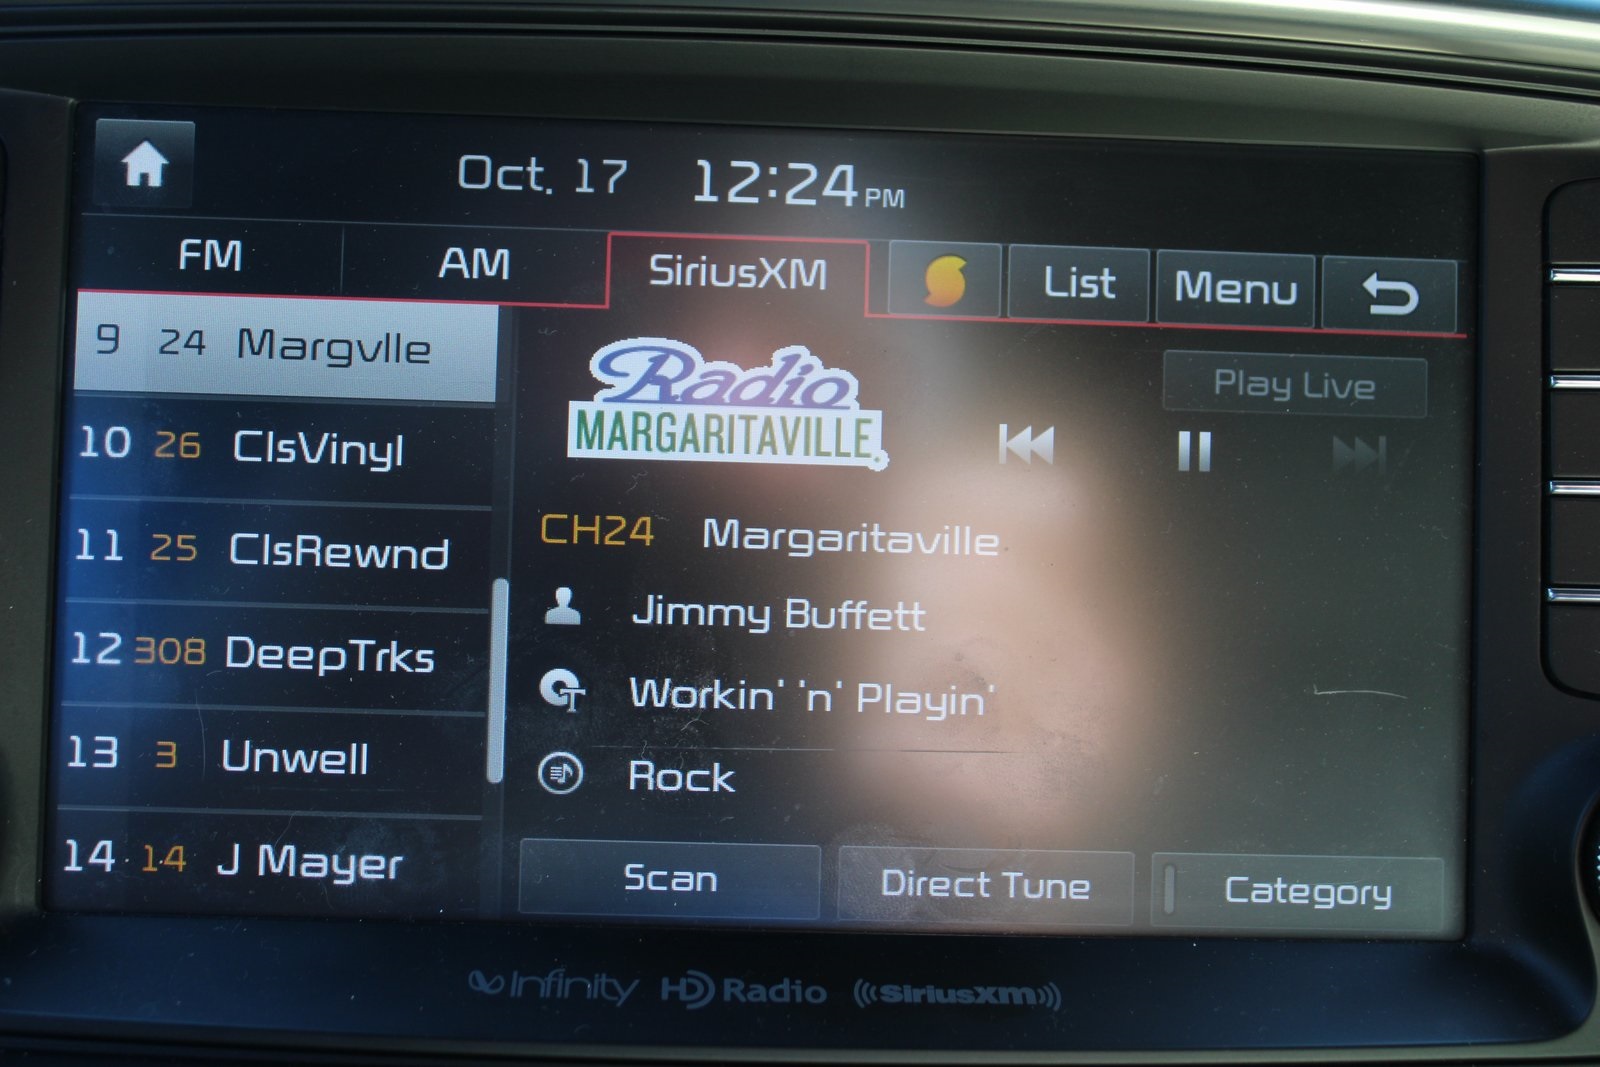 Oct. 17 12:24 PM
FM AM SiriusXM List Menu
9 24 Margvlle
10 26 ClsVinyl
11 25 ClsRewnd
12 308 DeepTrks
13 3 Unwell
14 14 J Mayer
Radio
MARGARITAVILLE
Play Live
CH24 Margaritaville
Jimmy Buffett
Workin' 'n' Playin'
Rock
Scan Direct Tune Category
Infinity HD Radio ((SiriusXM))